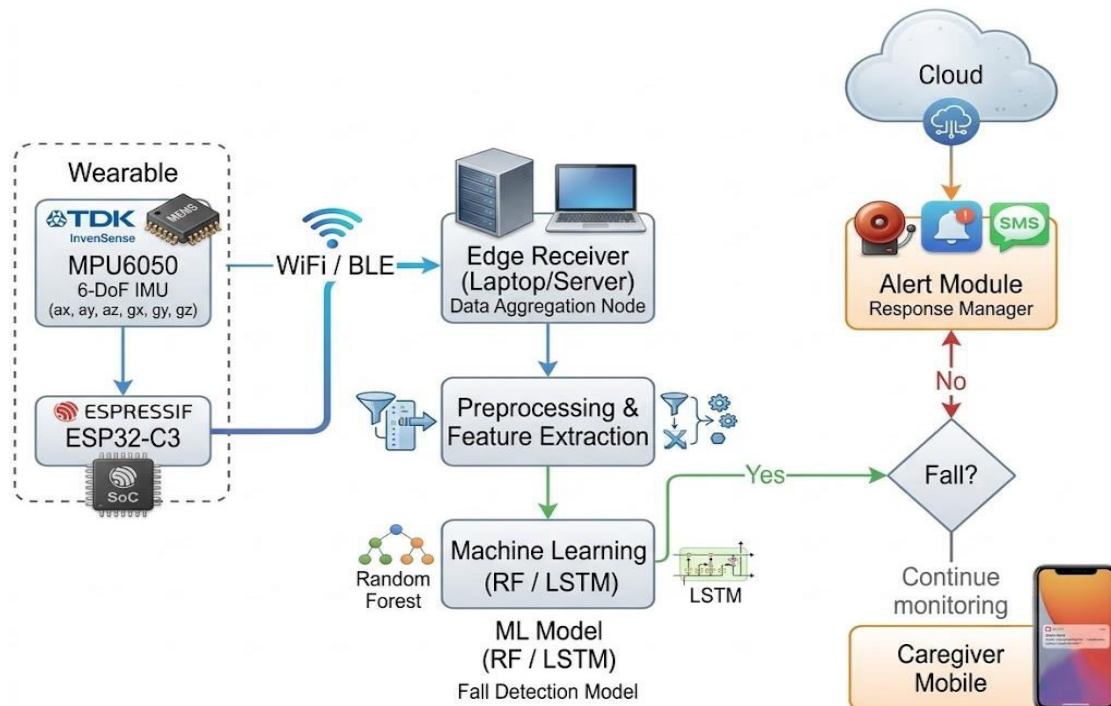 Cloud
Wearable
TDK
InvenSense
MEMS
MPU6050
6-DoF IMU
(ax, ay, az, gx, gy, gz)
ESPRESSIF
ESP32-C3
SoC
WiFi / BLE
Edge Receiver
(Laptop/Server)
Data Aggregation Node
Preprocessing &
Feature Extraction
Machine Learning
(RF / LSTM)
Random
Forest
LSTM
ML Model
(RF / LSTM)
Fall Detection Model
Yes
SMS
Alert Module
Response Manager
No
Fall?
Continue
monitoring
Caregiver
Mobile